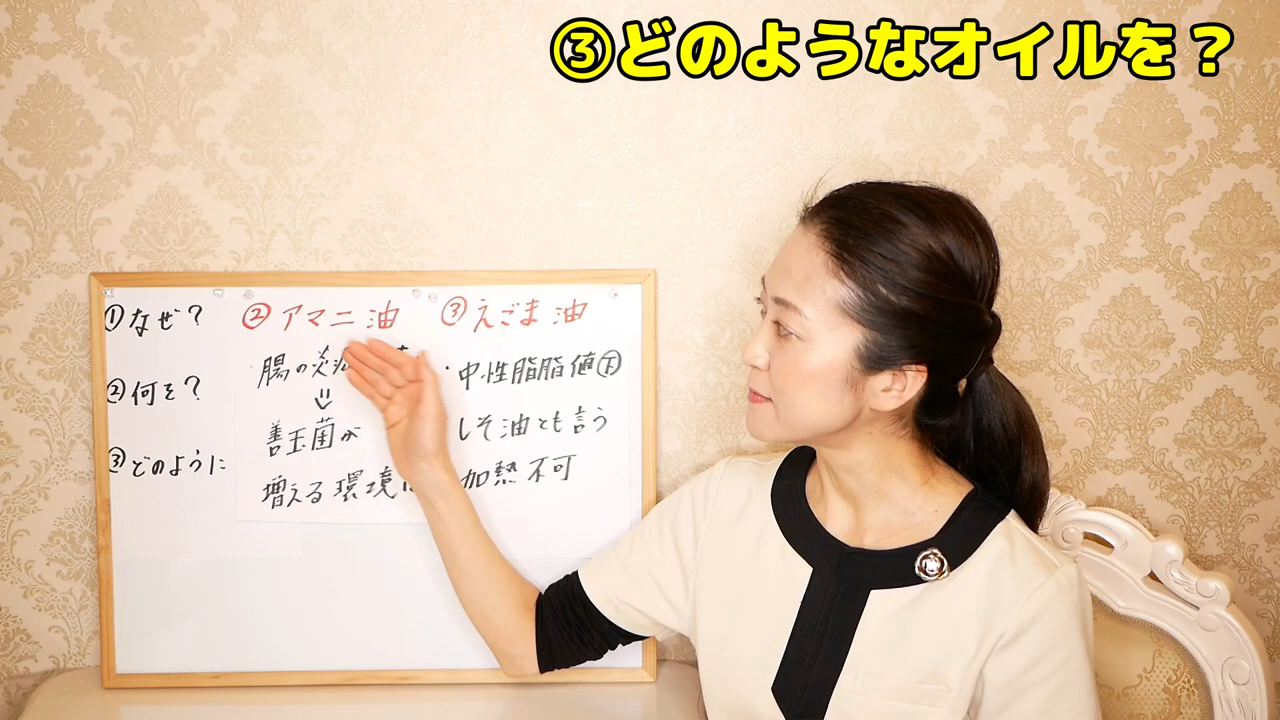 ③どのようなオイルを?
①なぜ?
②何を?
③どのように
②アマニ油
腸の炎
⇓
善玉菌が
増える環境
③えごま油
・中性脂肪値㊦
しそ油とも言う
加熱不可